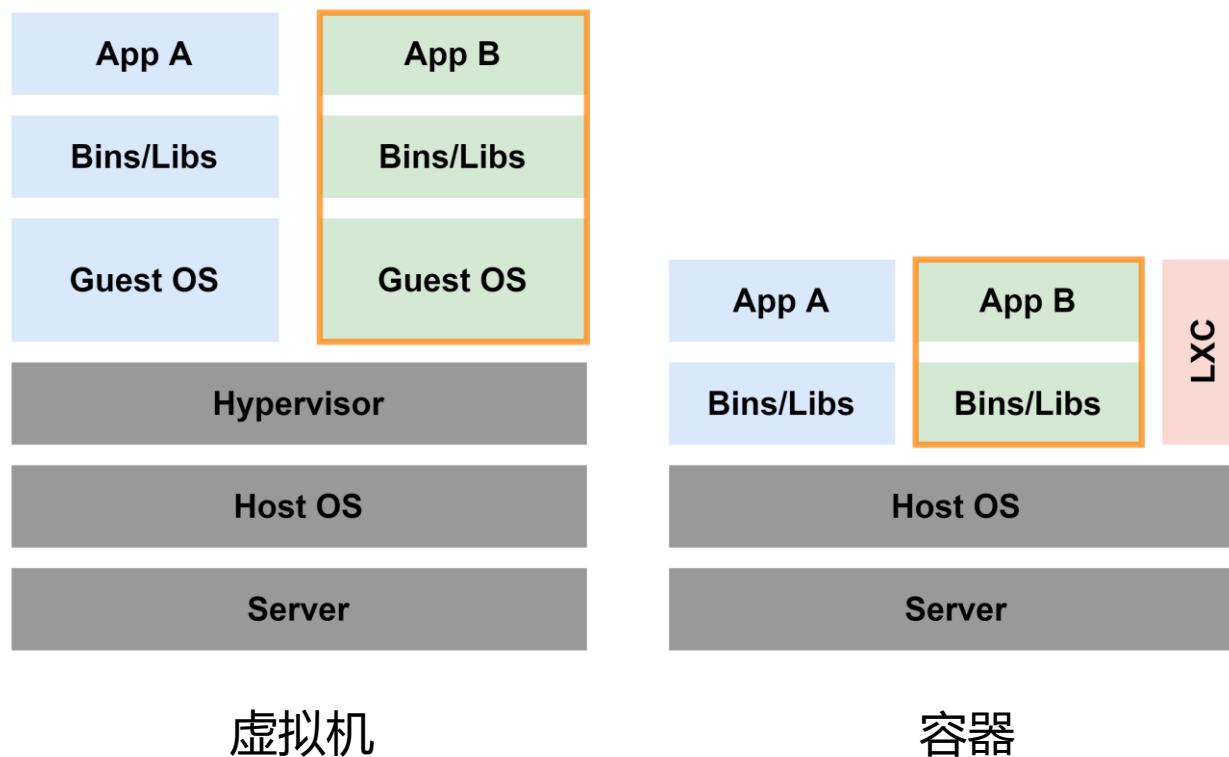 App A
App B
Bins/Libs
Bins/Libs
Guest OS
Guest OS
Hypervisor
Host OS
Server
虚拟机
App A
App B
LXC
Bins/Libs
Bins/Libs
Host OS
Server
容器